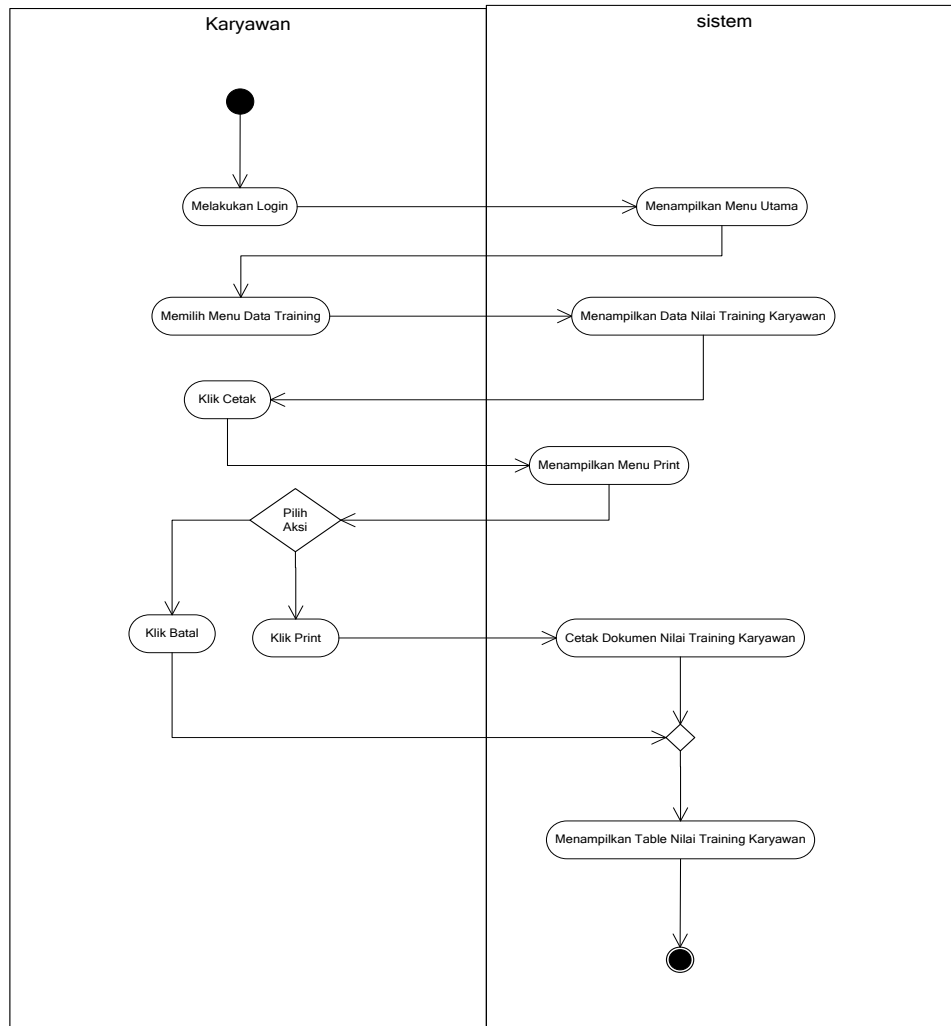 Karyawan
sistem
Melakukan Login
Menampilkan Menu Utama
Memilih Menu Data Training
Menampilkan Data Nilai Training Karyawan
Klik Cetak
Menampilkan Menu Print
Pilih
Aksi
Klik Batal
Klik Print
Cetak Dokumen Nilai Training Karyawan
Menampilkan Table Nilai Training Karyawan